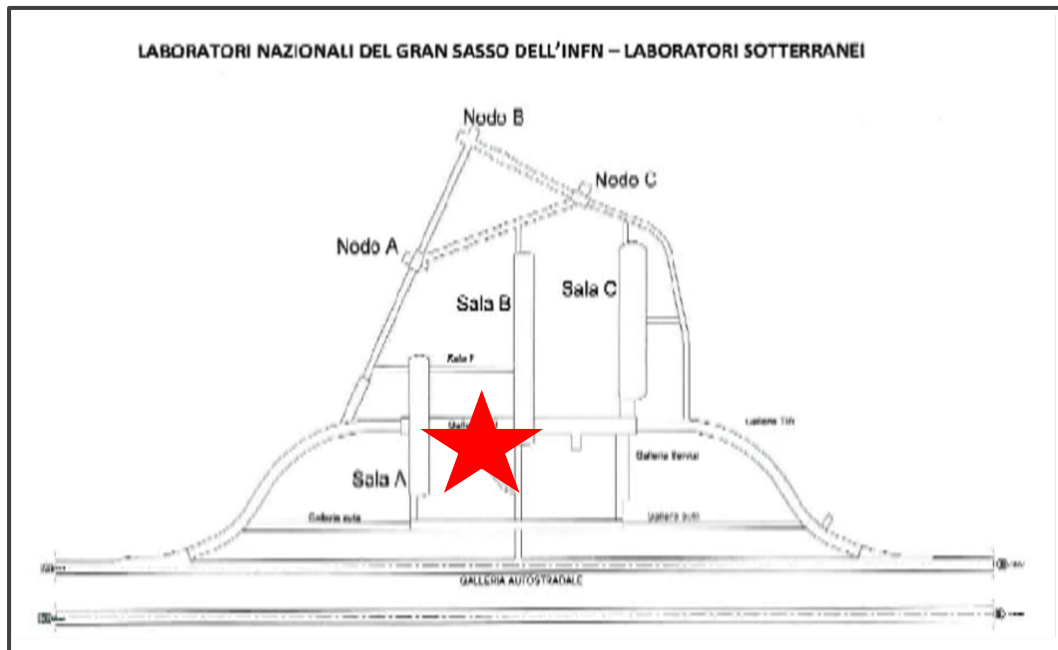 LABORATORI NAZIONALI DEL GRAN SASSO DELL'INFN – LABORATORI SOTTERRANEI
Nodo B
Nodo C
Nodo A
Sala B
Sala C
Sala A
Galleria Servizi
Galleria auto
Galleria auto
GALLERIA AUTOSTRADALE